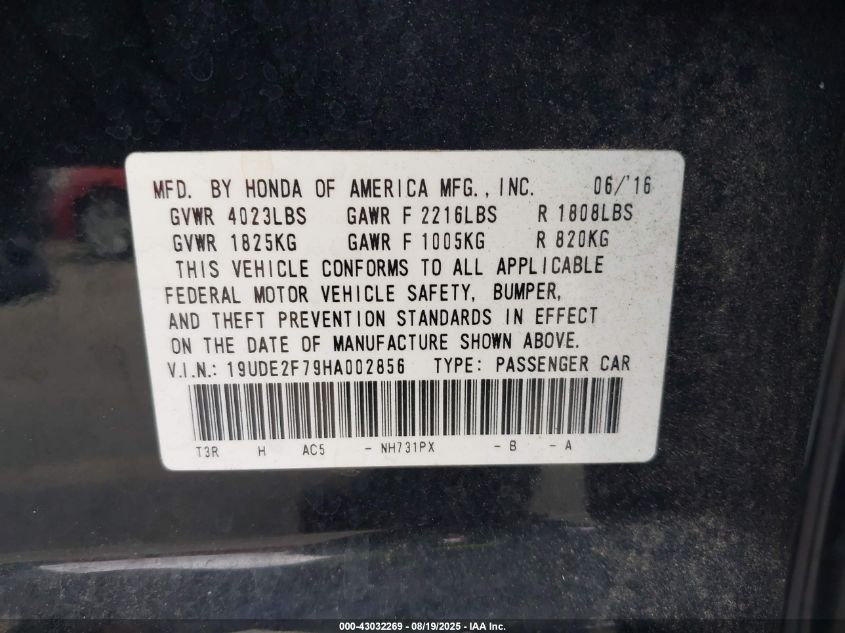 MFD. BY HONDA OF AMERICA MFG., INC. 06/'16
GVWR 4023LBS GAWR F 2216LBS R 1808LBS
GVWR 1825KG GAWR F 1005KG R 820KG
THIS VEHICLE CONFORMS TO ALL APPLICABLE
FEDERAL MOTOR VEHICLE SAFETY, BUMPER,
AND THEFT PREVENTION STANDARDS IN EFFECT
ON THE DATE OF MANUFACTURE SHOWN ABOVE.
V.I.N.: 19UDE2F79HA002856 TYPE: PASSENGER CAR
T3R H AC5 - NH731PX - B - A
000-43032269 - 08/19/2025 - IAA Inc.